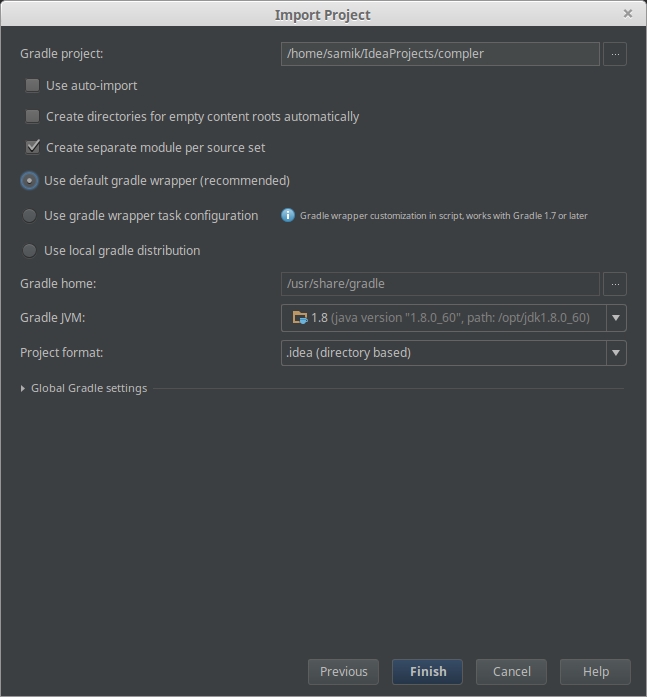 Import Project
Gradle project: /home/samik/IdeaProjects/compler ...
Use auto-import
Create directories for empty content roots automatically
Create separate module per source set
Use default gradle wrapper (recommended)
Use gradle wrapper task configuration Gradle wrapper customization in script, works with Gradle 1.7 or later
Use local gradle distribution
Gradle home: /usr/share/gradle ...
Gradle JVM: 1.8 (java version "1.8.0_60", path: /opt/jdk1.8.0_60)
Project format: .idea (directory based)
Global Gradle settings
Previous Finish Cancel Help